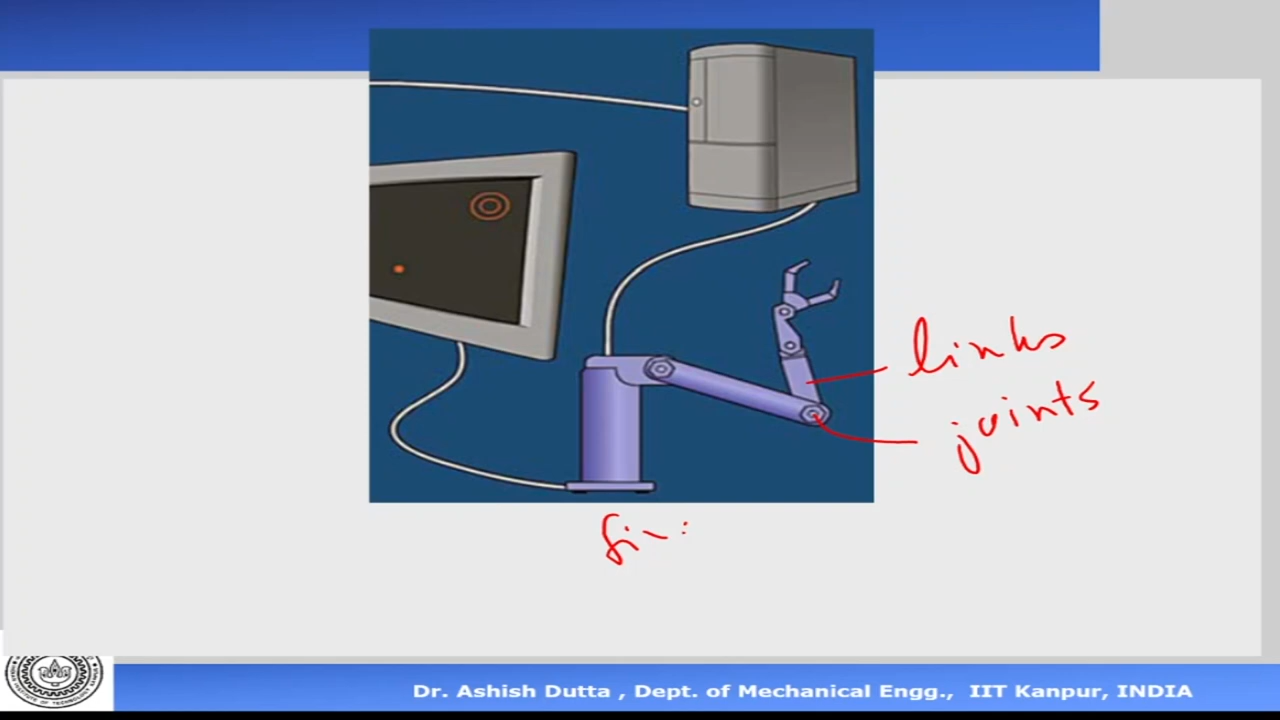 links
joints
Dr. Ashish Dutta , Dept. of Mechanical Engg., IIT Kanpur, INDIA